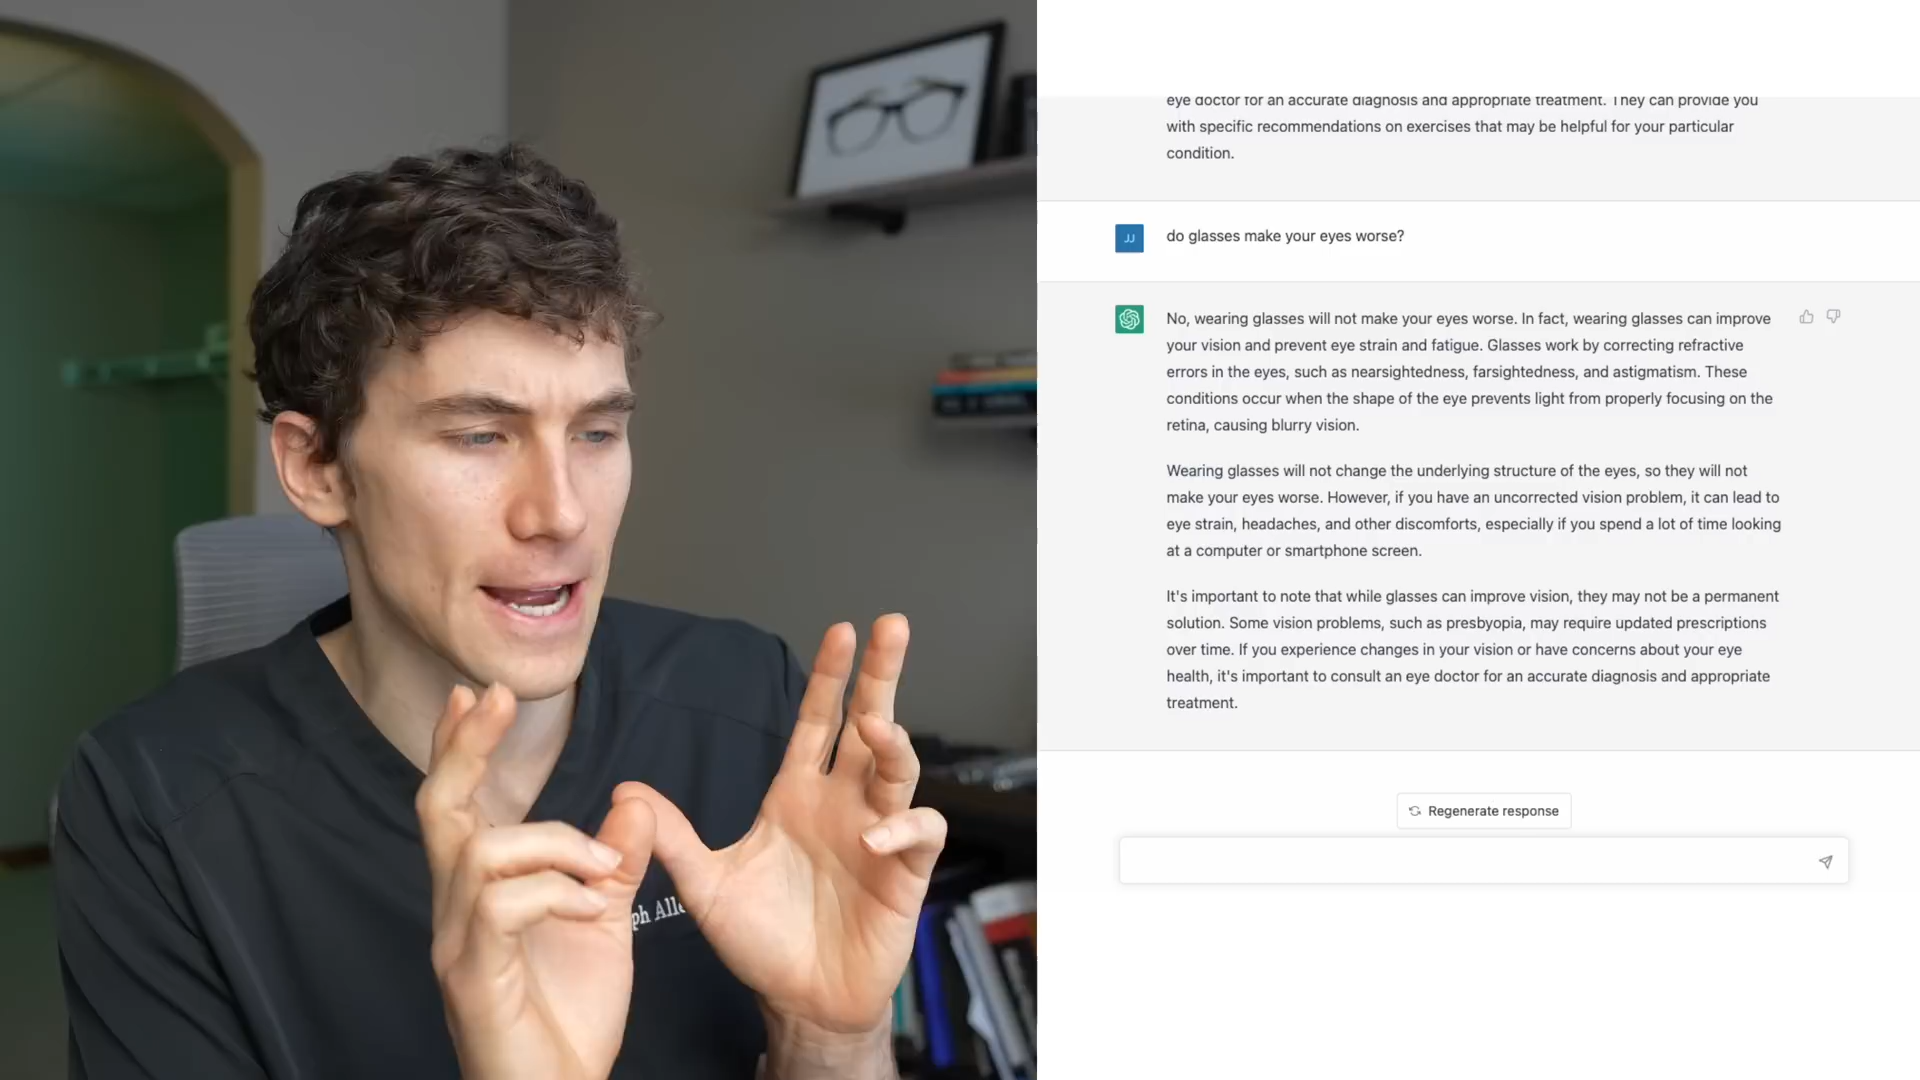 eye doctor for an accurate diagnosis and appropriate treatment. They can provide you
with specific recommendations on exercises that may be helpful for your particular
condition.
JJ
do glasses make your eyes worse?
No, wearing glasses will not make your eyes worse. In fact, wearing glasses can improve
your vision and prevent eye strain and fatigue. Glasses work by correcting refractive
errors in the eyes, such as nearsightedness, farsightedness, and astigmatism. These
conditions occur when the shape of the eye prevents light from properly focusing on the
retina, causing blurry vision.
Wearing glasses will not change the underlying structure of the eyes, so they will not
make your eyes worse. However, if you have an uncorrected vision problem, it can lead to
eye strain, headaches, and other discomforts, especially if you spend a lot of time looking
at a computer or smartphone screen.
It's important to note that while glasses can improve vision, they may not be a permanent
solution. Some vision problems, such as presbyopia, may require updated prescriptions
over time. If you experience changes in your vision or have concerns about your eye
health, it's important to consult an eye doctor for an accurate diagnosis and appropriate
treatment.
Regenerate response
ph Alle